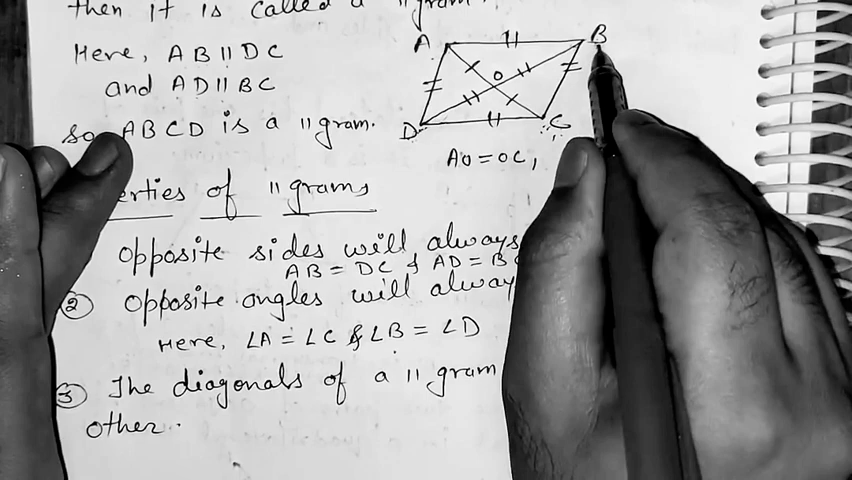 then it is called a ||gram.
Here, AB || DC
and AD || BC
so, ABCD is a ||gram.
A B
O
D C
AO = OC,
erties of ||grams
opposite sides will always
AB = DC & AD = B
② opposite angles will alway
Here, ∠A = ∠C & ∠B = ∠D
③ The diagonals of a ||gram
other.